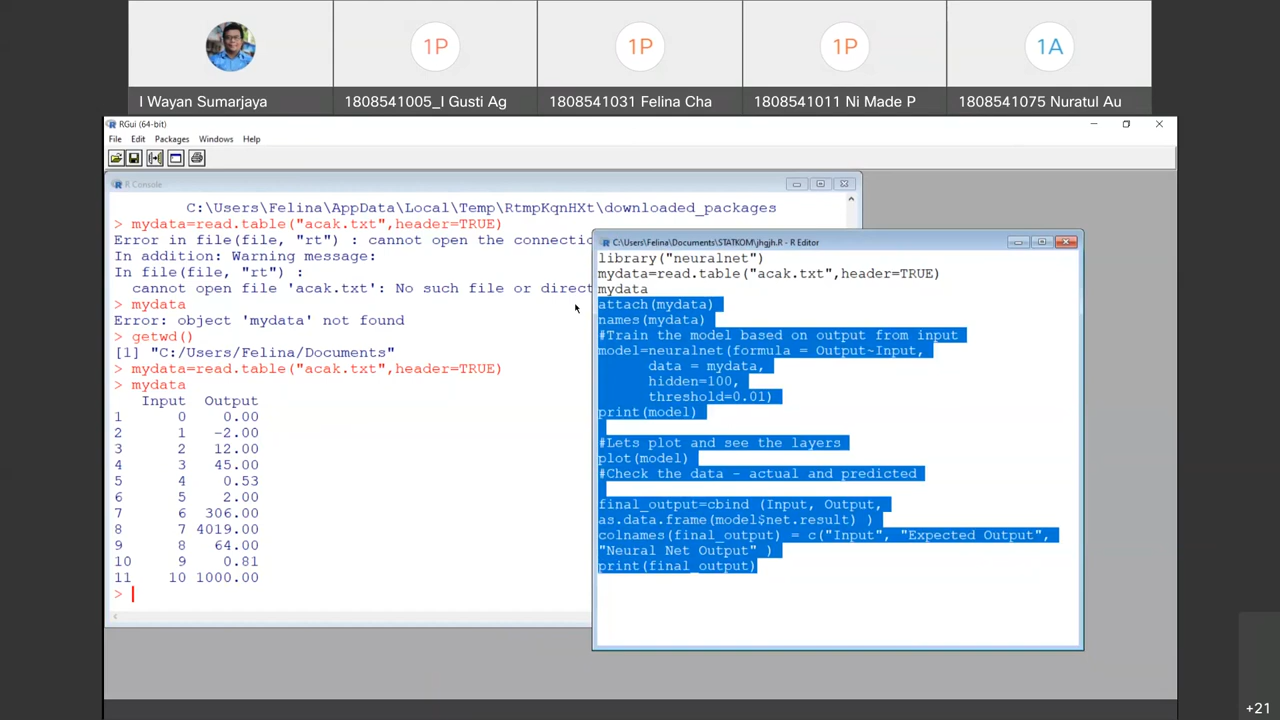 1P
1P
1P
1A
I Wayan Sumarjaya
1808541005_I Gusti Ag
1808541031 Felina Cha
1808541011 Ni Made P
1808541075 Nuratul Au
RGui (64-bit)
File Edit Packages Windows Help
R Console
C:\Users\Felina\AppData\Local\Temp\RtmpKqnHXt\downloaded_packages
> mydata=read.table("acak.txt",header=TRUE)
Error in file(file, "rt") : cannot open the connectio
In addition: Warning message:
In file(file, "rt") :
cannot open file 'acak.txt': No such file or direct
> mydata
Error: object 'mydata' not found
> getwd()
[1] "C:/Users/Felina/Documents"
> mydata=read.table("acak.txt",header=TRUE)
> mydata
Input Output
1 0 0.00
2 1 -2.00
3 2 12.00
4 3 45.00
5 4 0.53
6 5 2.00
7 6 306.00
8 7 4019.00
9 8 64.00
10 9 0.81
11 10 1000.00
>
C:\Users\Felina\Documents\STATKOM\jhgjh.R - R Editor
library("neuralnet")
mydata=read.table("acak.txt",header=TRUE)
mydata
attach(mydata)
names(mydata)
#Train the model based on output from input
model=neuralnet(formula = Output~Input,
data = mydata,
hidden=100,
threshold=0.01)
print(model)
#Lets plot and see the layers
plot(model)
#Check the data - actual and predicted
final_output=cbind (Input, Output,
as.data.frame(model$net.result) )
colnames(final_output) = c("Input", "Expected Output",
"Neural Net Output" )
print(final_output)
+21